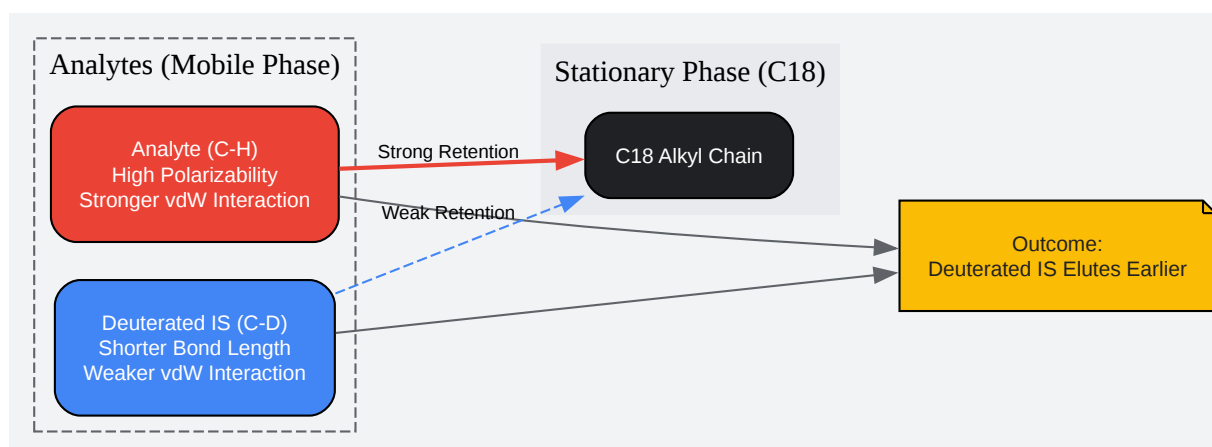 Analytes (Mobile Phase)
Analyte (C-H)
High Polarizability
Stronger vdW Interaction
Deuterated IS (C-D)
Shorter Bond Length
Weaker vdW Interaction
Strong Retention
Weak Retention
Stationary Phase (C18)
C18 Alkyl Chain
Outcome:
Deuterated IS Elutes Earlier